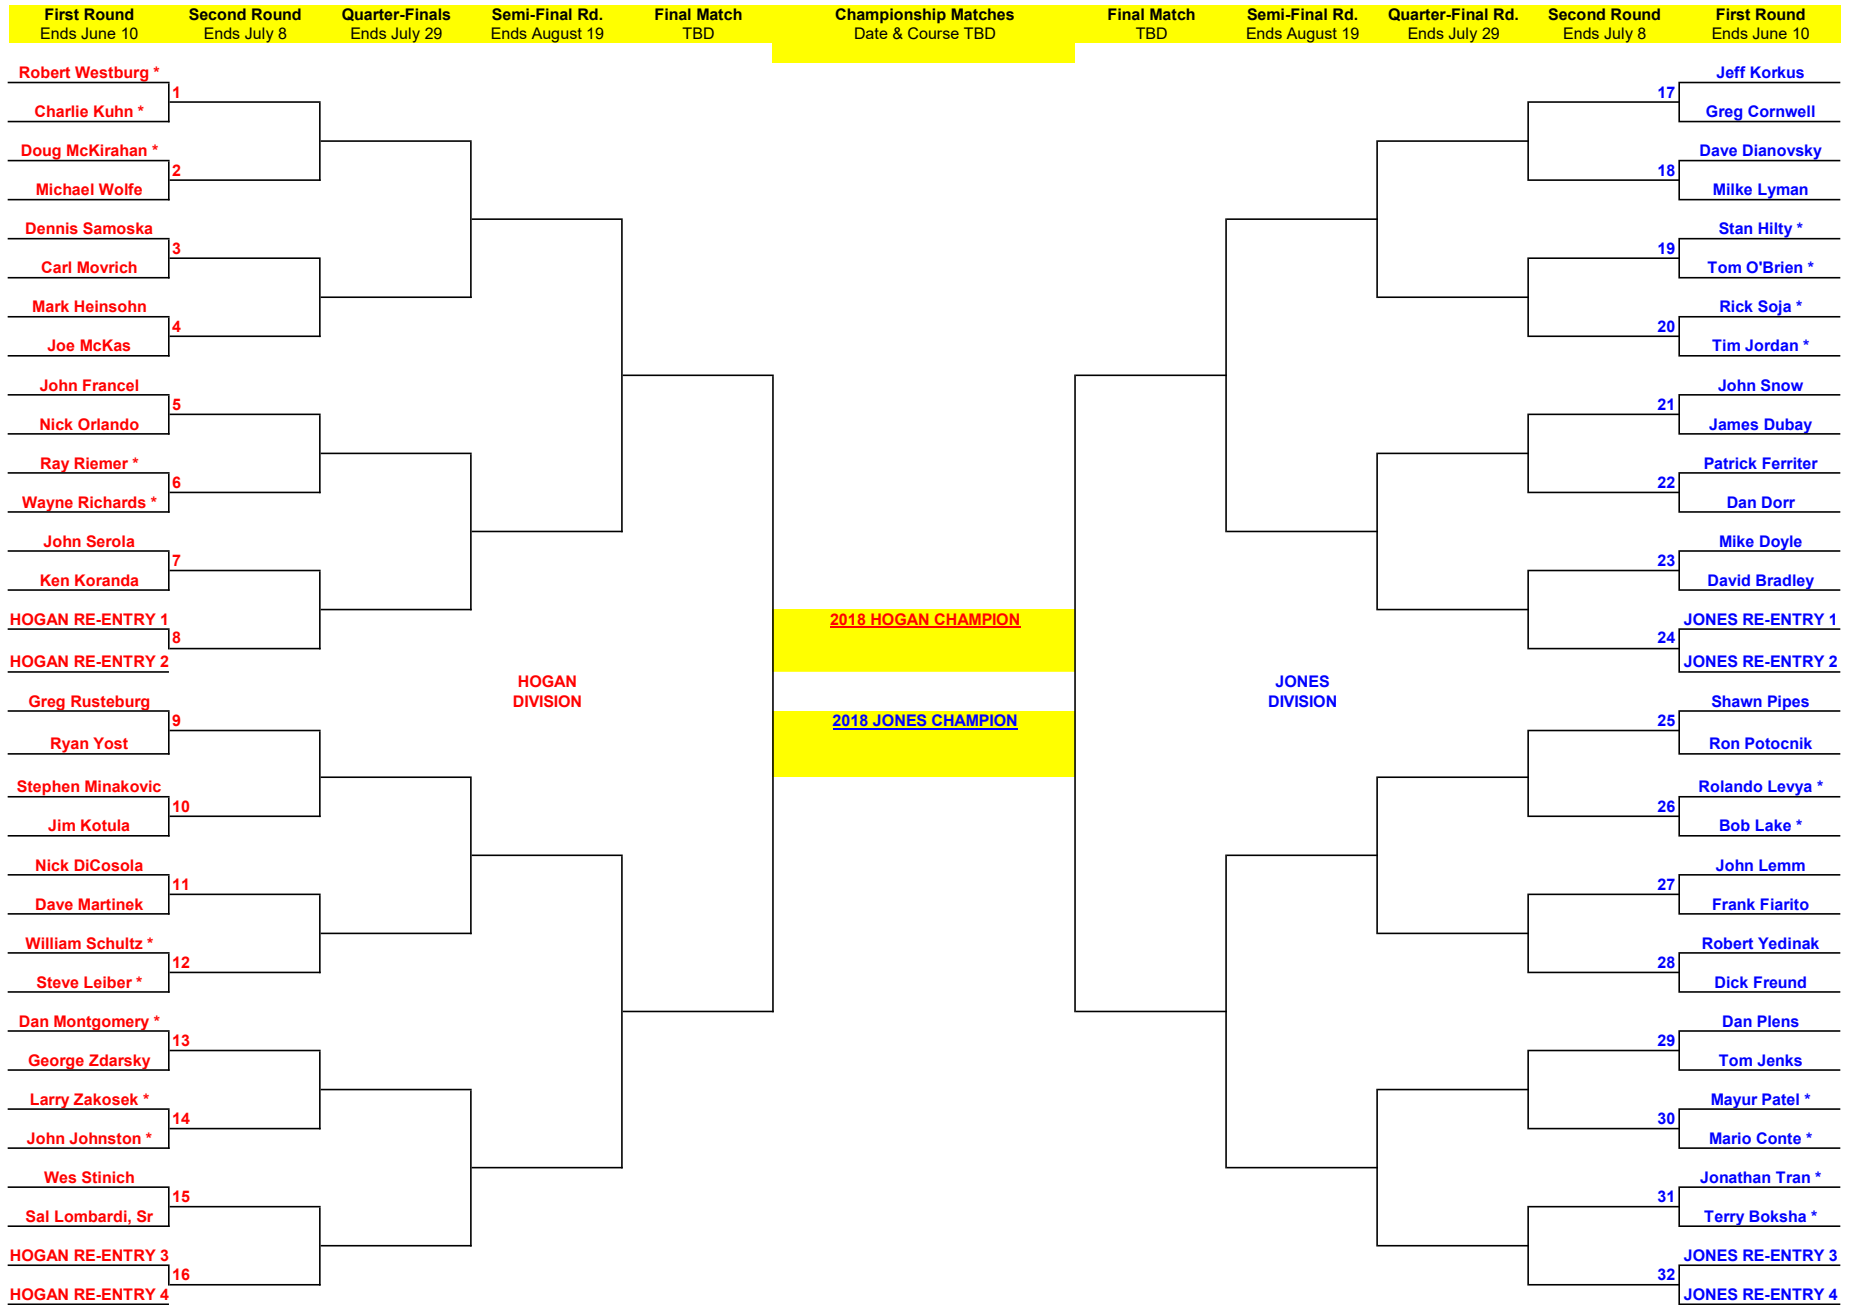 First Round Second Round Quarter-Finals Semi-Final Rd. Final Match Championship Matches Final Match Semi-Final Rd. Quarter-Final Rd. Second Round First Round
Ends June 10 Ends July 8 Ends July 29 Ends August 19 TBD Date & Course TBD TBD Ends August 19 Ends July 29 Ends July 8 Ends June 10
Robert Westburg * Jeff Korkus
1 17
Charlie Kuhn * Greg Cornwell
Doug McKirahan * Dave Dianovsky
2 18
Michael Wolfe Milke Lyman
Dennis Samoska Stan Hilty *
3 19
Carl Movrich Tom O'Brien *
Mark Heinsohn Rick Soja *
4 20
Joe McKas Tim Jordan *
John Francel John Snow
5 21
Nick Orlando James Dubay
Ray Riemer * Patrick Ferriter
6 22
Wayne Richards * Dan Dorr
John Serola Mike Doyle
7 23
Ken Koranda David Bradley
HOGAN RE-ENTRY 1 2018 HOGAN CHAMPION JONES RE-ENTRY 1
8 24
HOGAN RE-ENTRY 2 JONES RE-ENTRY 2
HOGAN JONES
DIVISION DIVISION
Greg Rusteburg Shawn Pipes
9 2018 JONES CHAMPION 25
Ryan Yost Ron Potocnik
Stephen Minakovic Rolando Levya *
10 26
Jim Kotula Bob Lake *
Nick DiCosola John Lemm
11 27
Dave Martinek Frank Fiarito
William Schultz * Robert Yedinak
12 28
Steve Leiber * Dick Freund
Dan Montgomery * Dan Plens
13 29
George Zdarsky Tom Jenks
Larry Zakosek * Mayur Patel *
14 30
John Johnston * Mario Conte *
Wes Stinich Jonathan Tran *
15 31
Sal Lombardi, Sr Terry Boksha *
HOGAN RE-ENTRY 3 JONES RE-ENTRY 3
16 32
HOGAN RE-ENTRY 4 JONES RE-ENTRY 4